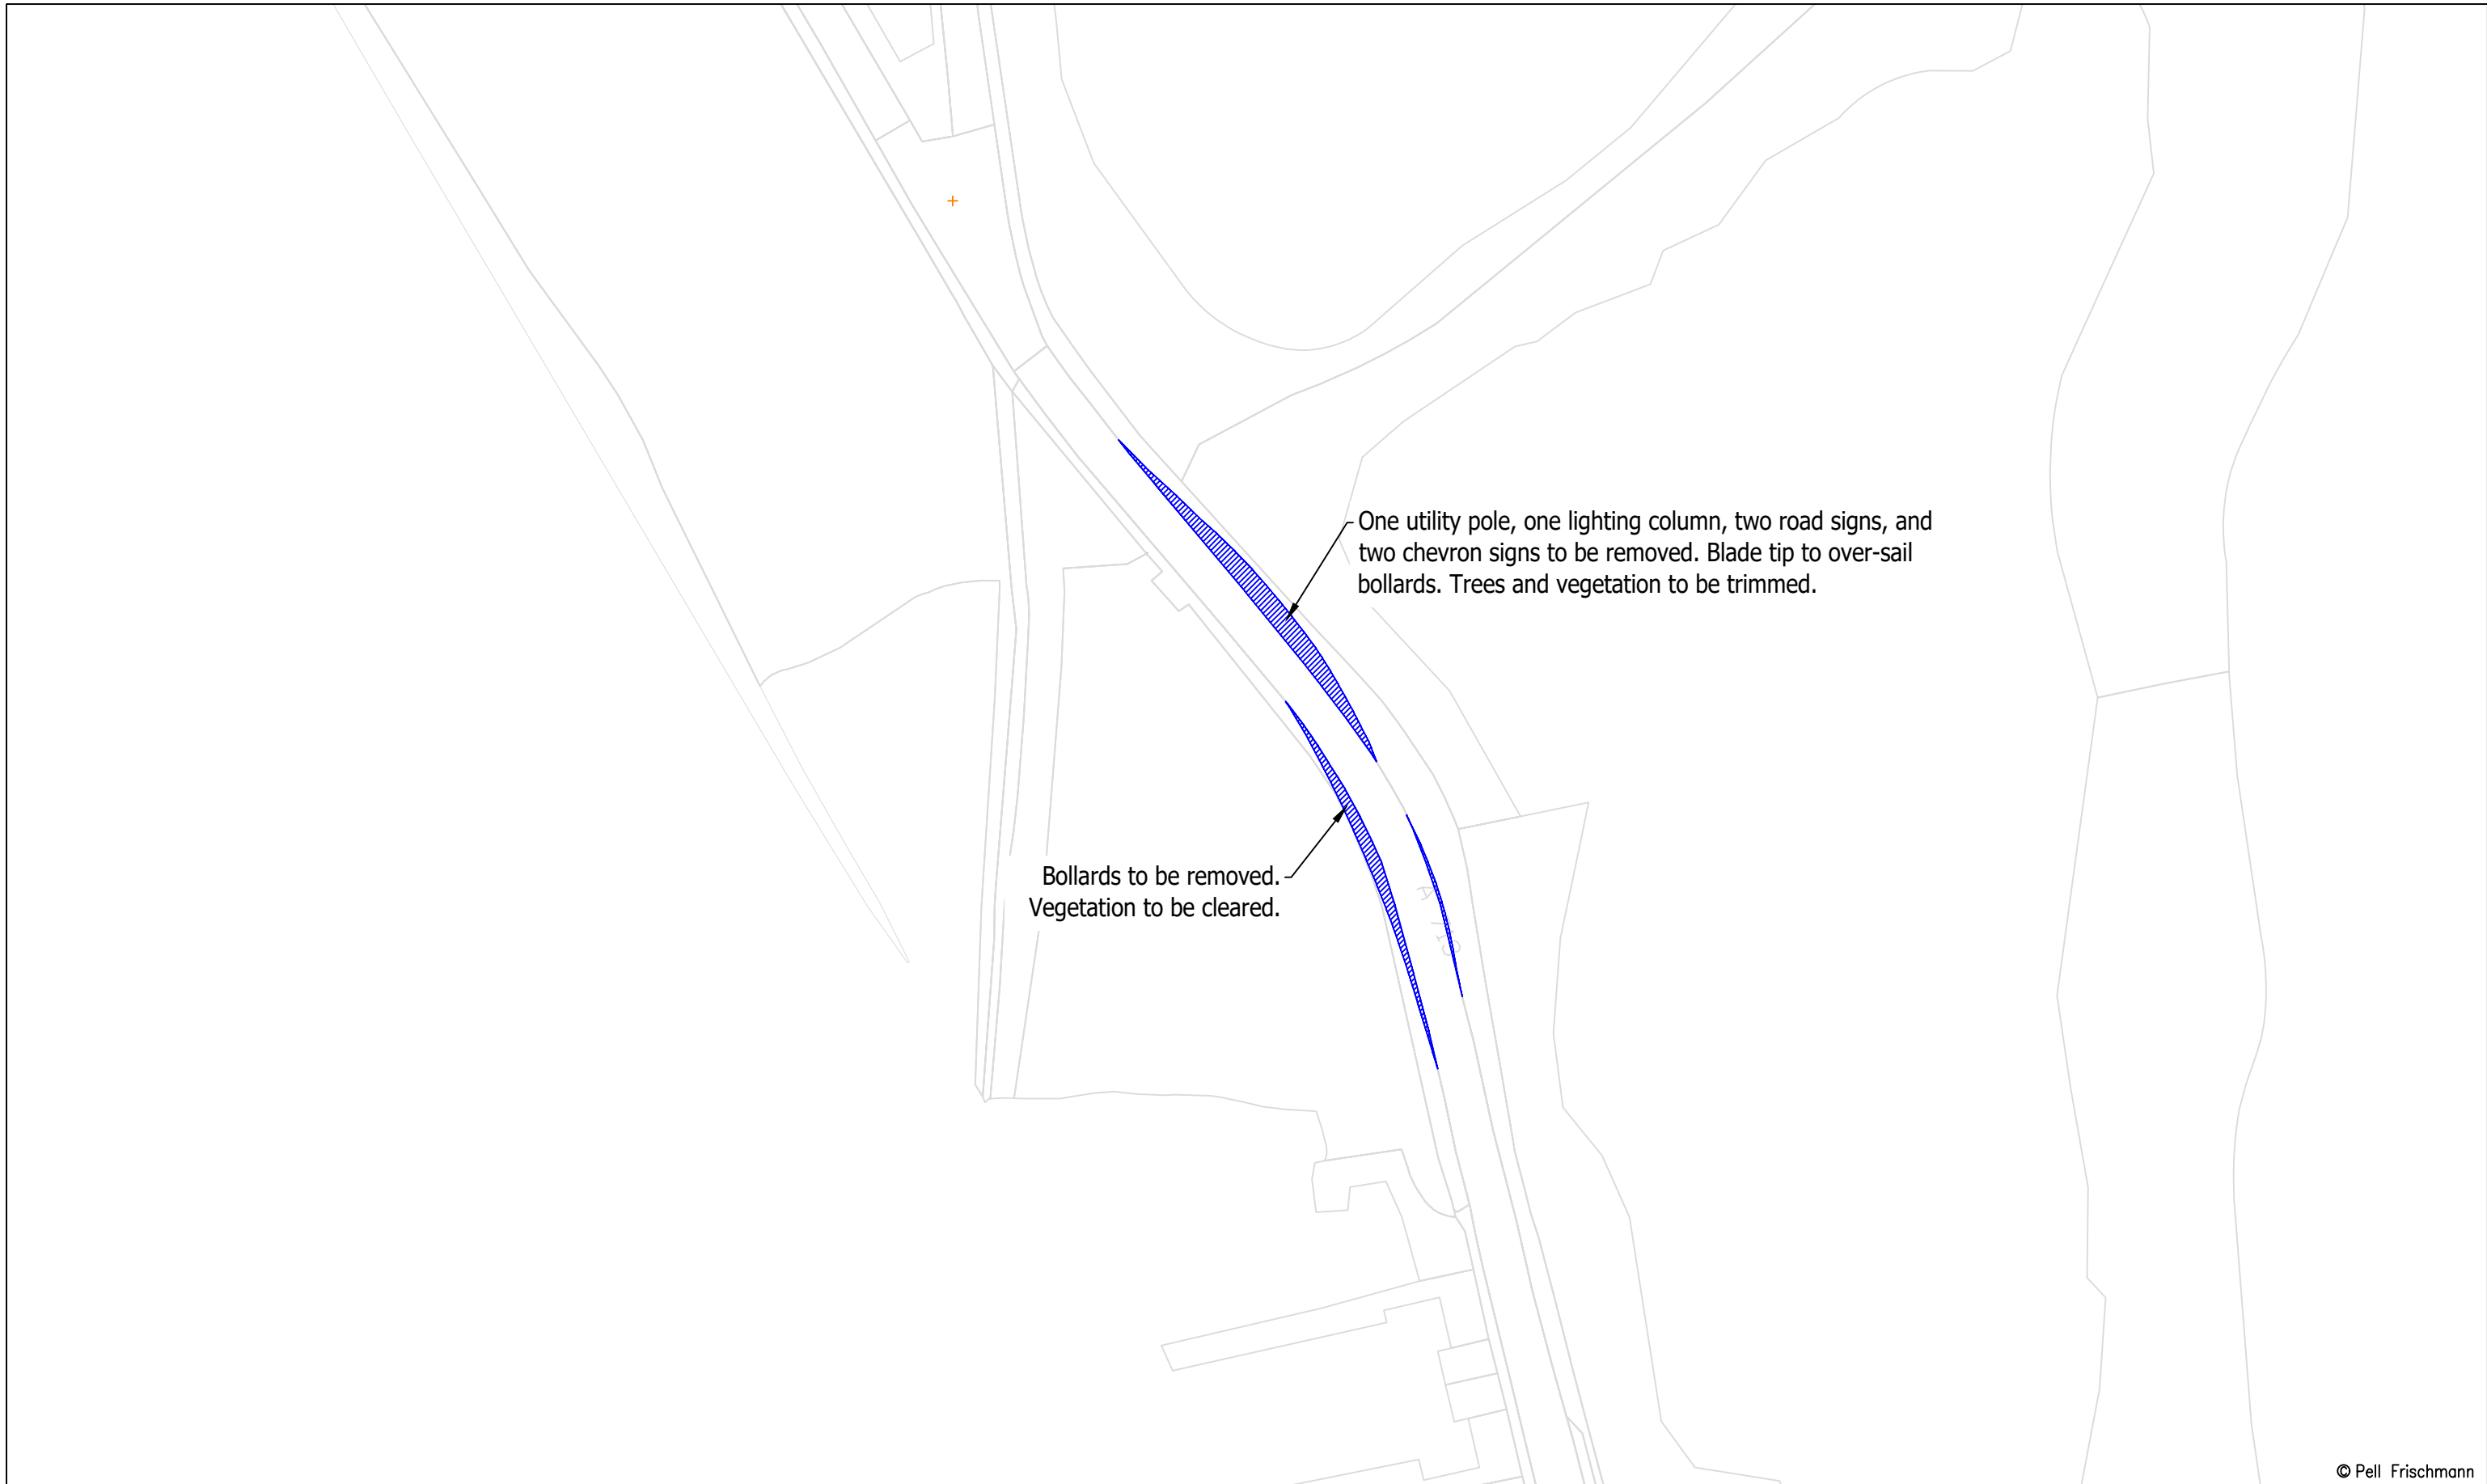 One utility pole, one lighting column, two road signs, and
two chevron signs to be removed. Blade tip to over-sail
bollards. Trees and vegetation to be trimmed.
Bollards to be removed.
Vegetation to be cleared.
© Pell Frischmann